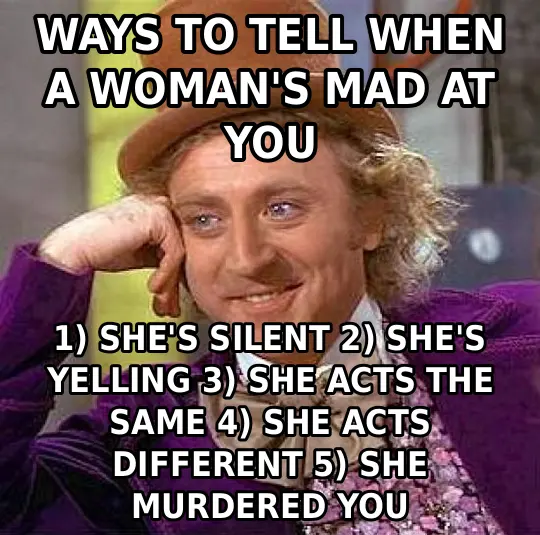 WAYS TO TELL WHEN
A WOMAN'S MAD AT
YOU
1) SHE'S SILENT 2) SHE'S
YELLING 3) SHE ACTS THE
SAME 4) SHE ACTS
DIFFERENT 5) SHE
MURDERED YOU